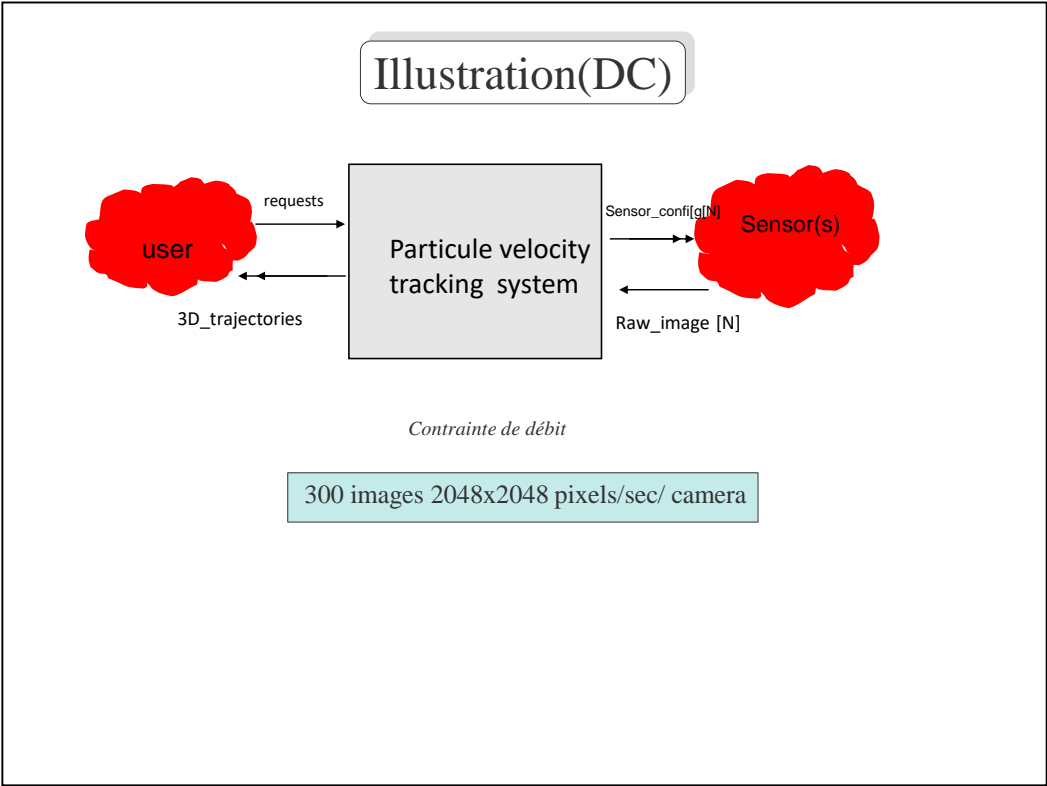 Illustration(DC)
requests
user
3D_trajectories
Particule velocity
tracking system
Sensor_confi[g[N]
Sensor(s)
Raw_image [N]
Contrainte de débit
300 images 2048x2048 pixels/sec/ camera